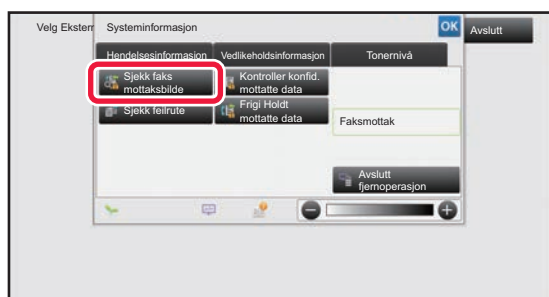 Velg Ekstern
Systeminformasjon
OK
Avslutt
Hendelsesinformasjon
Vedlikeholdsinformasjon
Tonernivå
Sjekk faks
mottaksbilde
Kontroller konfid.
mottatte data
Sjekk feilrute
Frigi Holdt
mottatte data
Faksmottak
Avslutt
fjernoperasjon